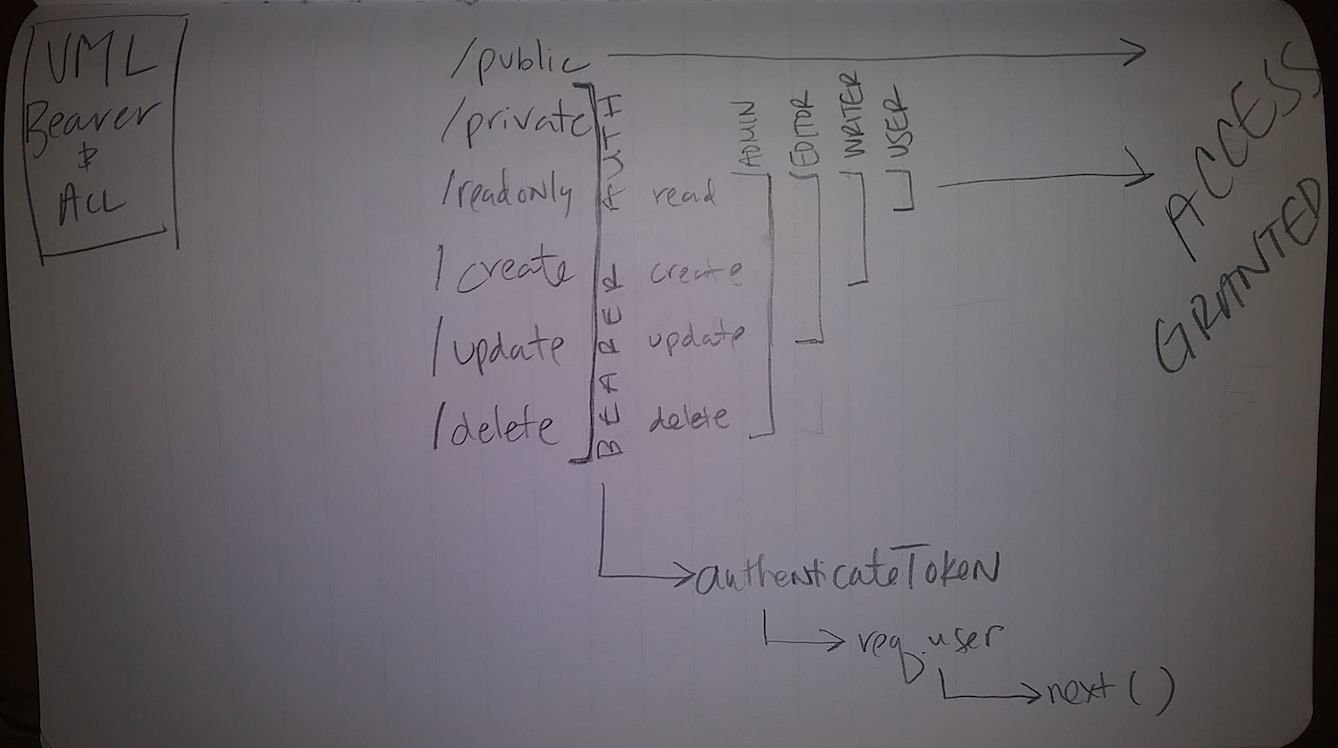 UML
Bearer
&
ACL
/public
/private
/readonly
/create
/update
/delete
BEARER AUTH
read
create
update
delete
ADMIN
EDITOR
WRITER
USER
ACCESS
GRANTED
authenticateToken
req.user
next()